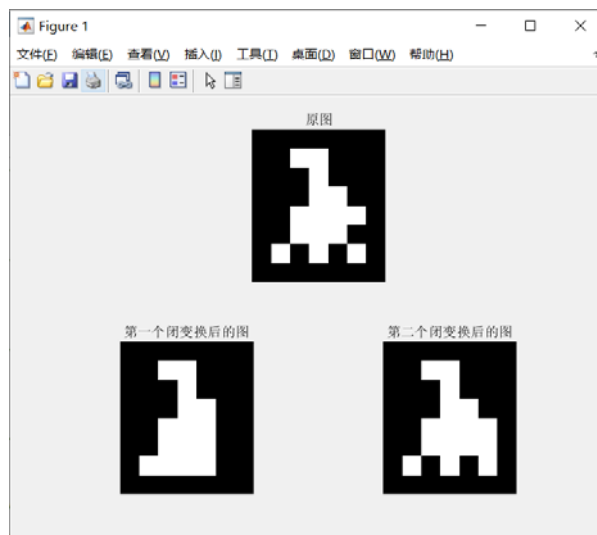 Figure 1
文件(F) 编辑(E) 查看(V) 插入(I) 工具(T) 桌面(D) 窗口(W) 帮助(H)
原图
第一个闭变换后的图 第二个闭变换后的图